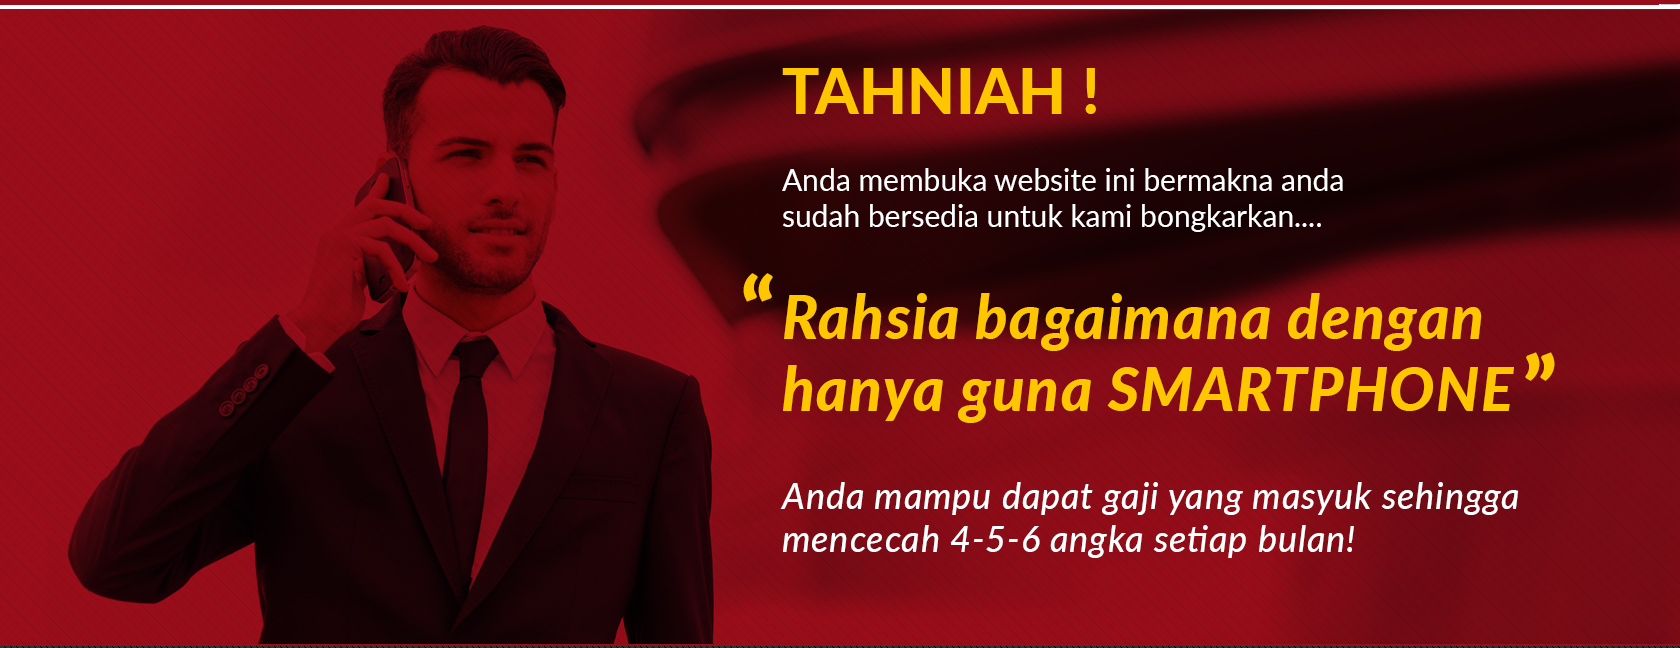 TAHNIAH !
Anda membuka website ini bermakna anda
sudah bersedia untuk kami bongkarkan....
“Rahsia bagaimana dengan
hanya guna SMARTPHONE”
Anda mampu dapat gaji yang masyuk sehingga
mencecah 4-5-6 angka setiap bulan!